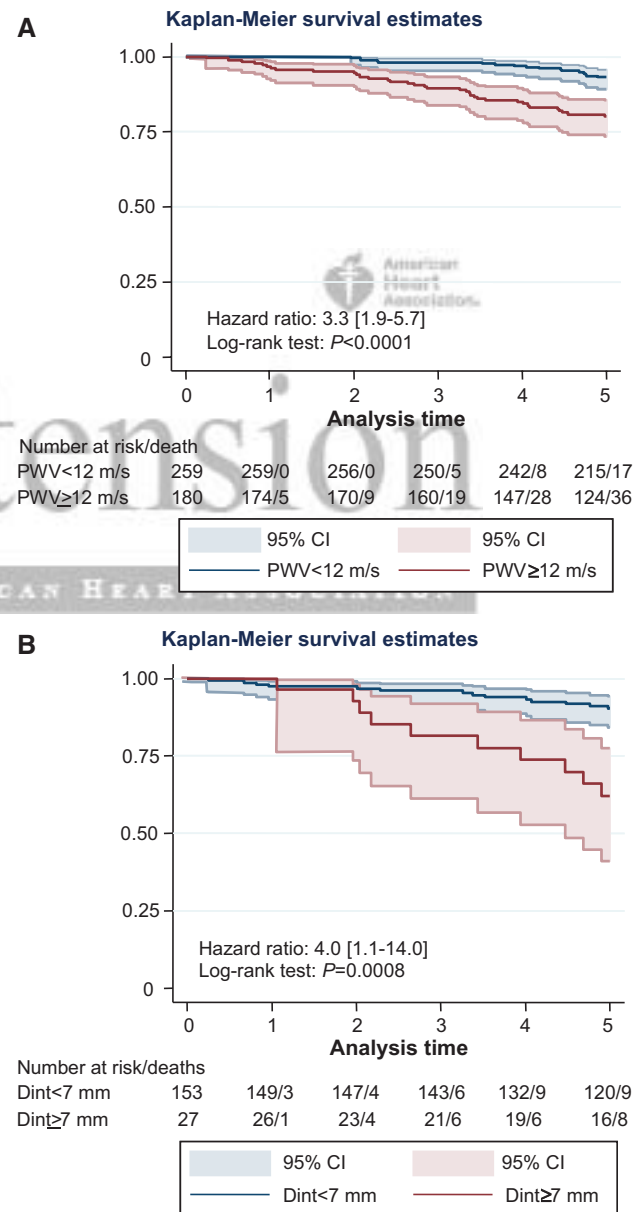 A
Kaplan-Meier survival estimates
1.00
0.75
0.50
0.25
0
American
Heart
Association®
Hazard ratio: 3.3 [1.9-5.7]
Log-rank test: P<0.0001
0 1 2 3 4 5
Analysis time
tension
Number at risk/death
PWV<12 m/s 259 259/0 256/0 250/5 242/8 215/17
PWV≥12 m/s 180 174/5 170/9 160/19 147/28 124/36
95% CI 95% CI
PWV<12 m/s PWV≥12 m/s
CAN HEART ASSOCIATION
B
Kaplan-Meier survival estimates
1.00
0.75
0.50
0.25
0
Hazard ratio: 4.0 [1.1-14.0]
Log-rank test: P=0.0008
0 1 2 3 4 5
Analysis time
Number at risk/deaths
Dint<7 mm 153 149/3 147/4 143/6 132/9 120/9
Dint≥7 mm 27 26/1 23/4 21/6 19/6 16/8
95% CI 95% CI
Dint<7 mm Dint≥7 mm